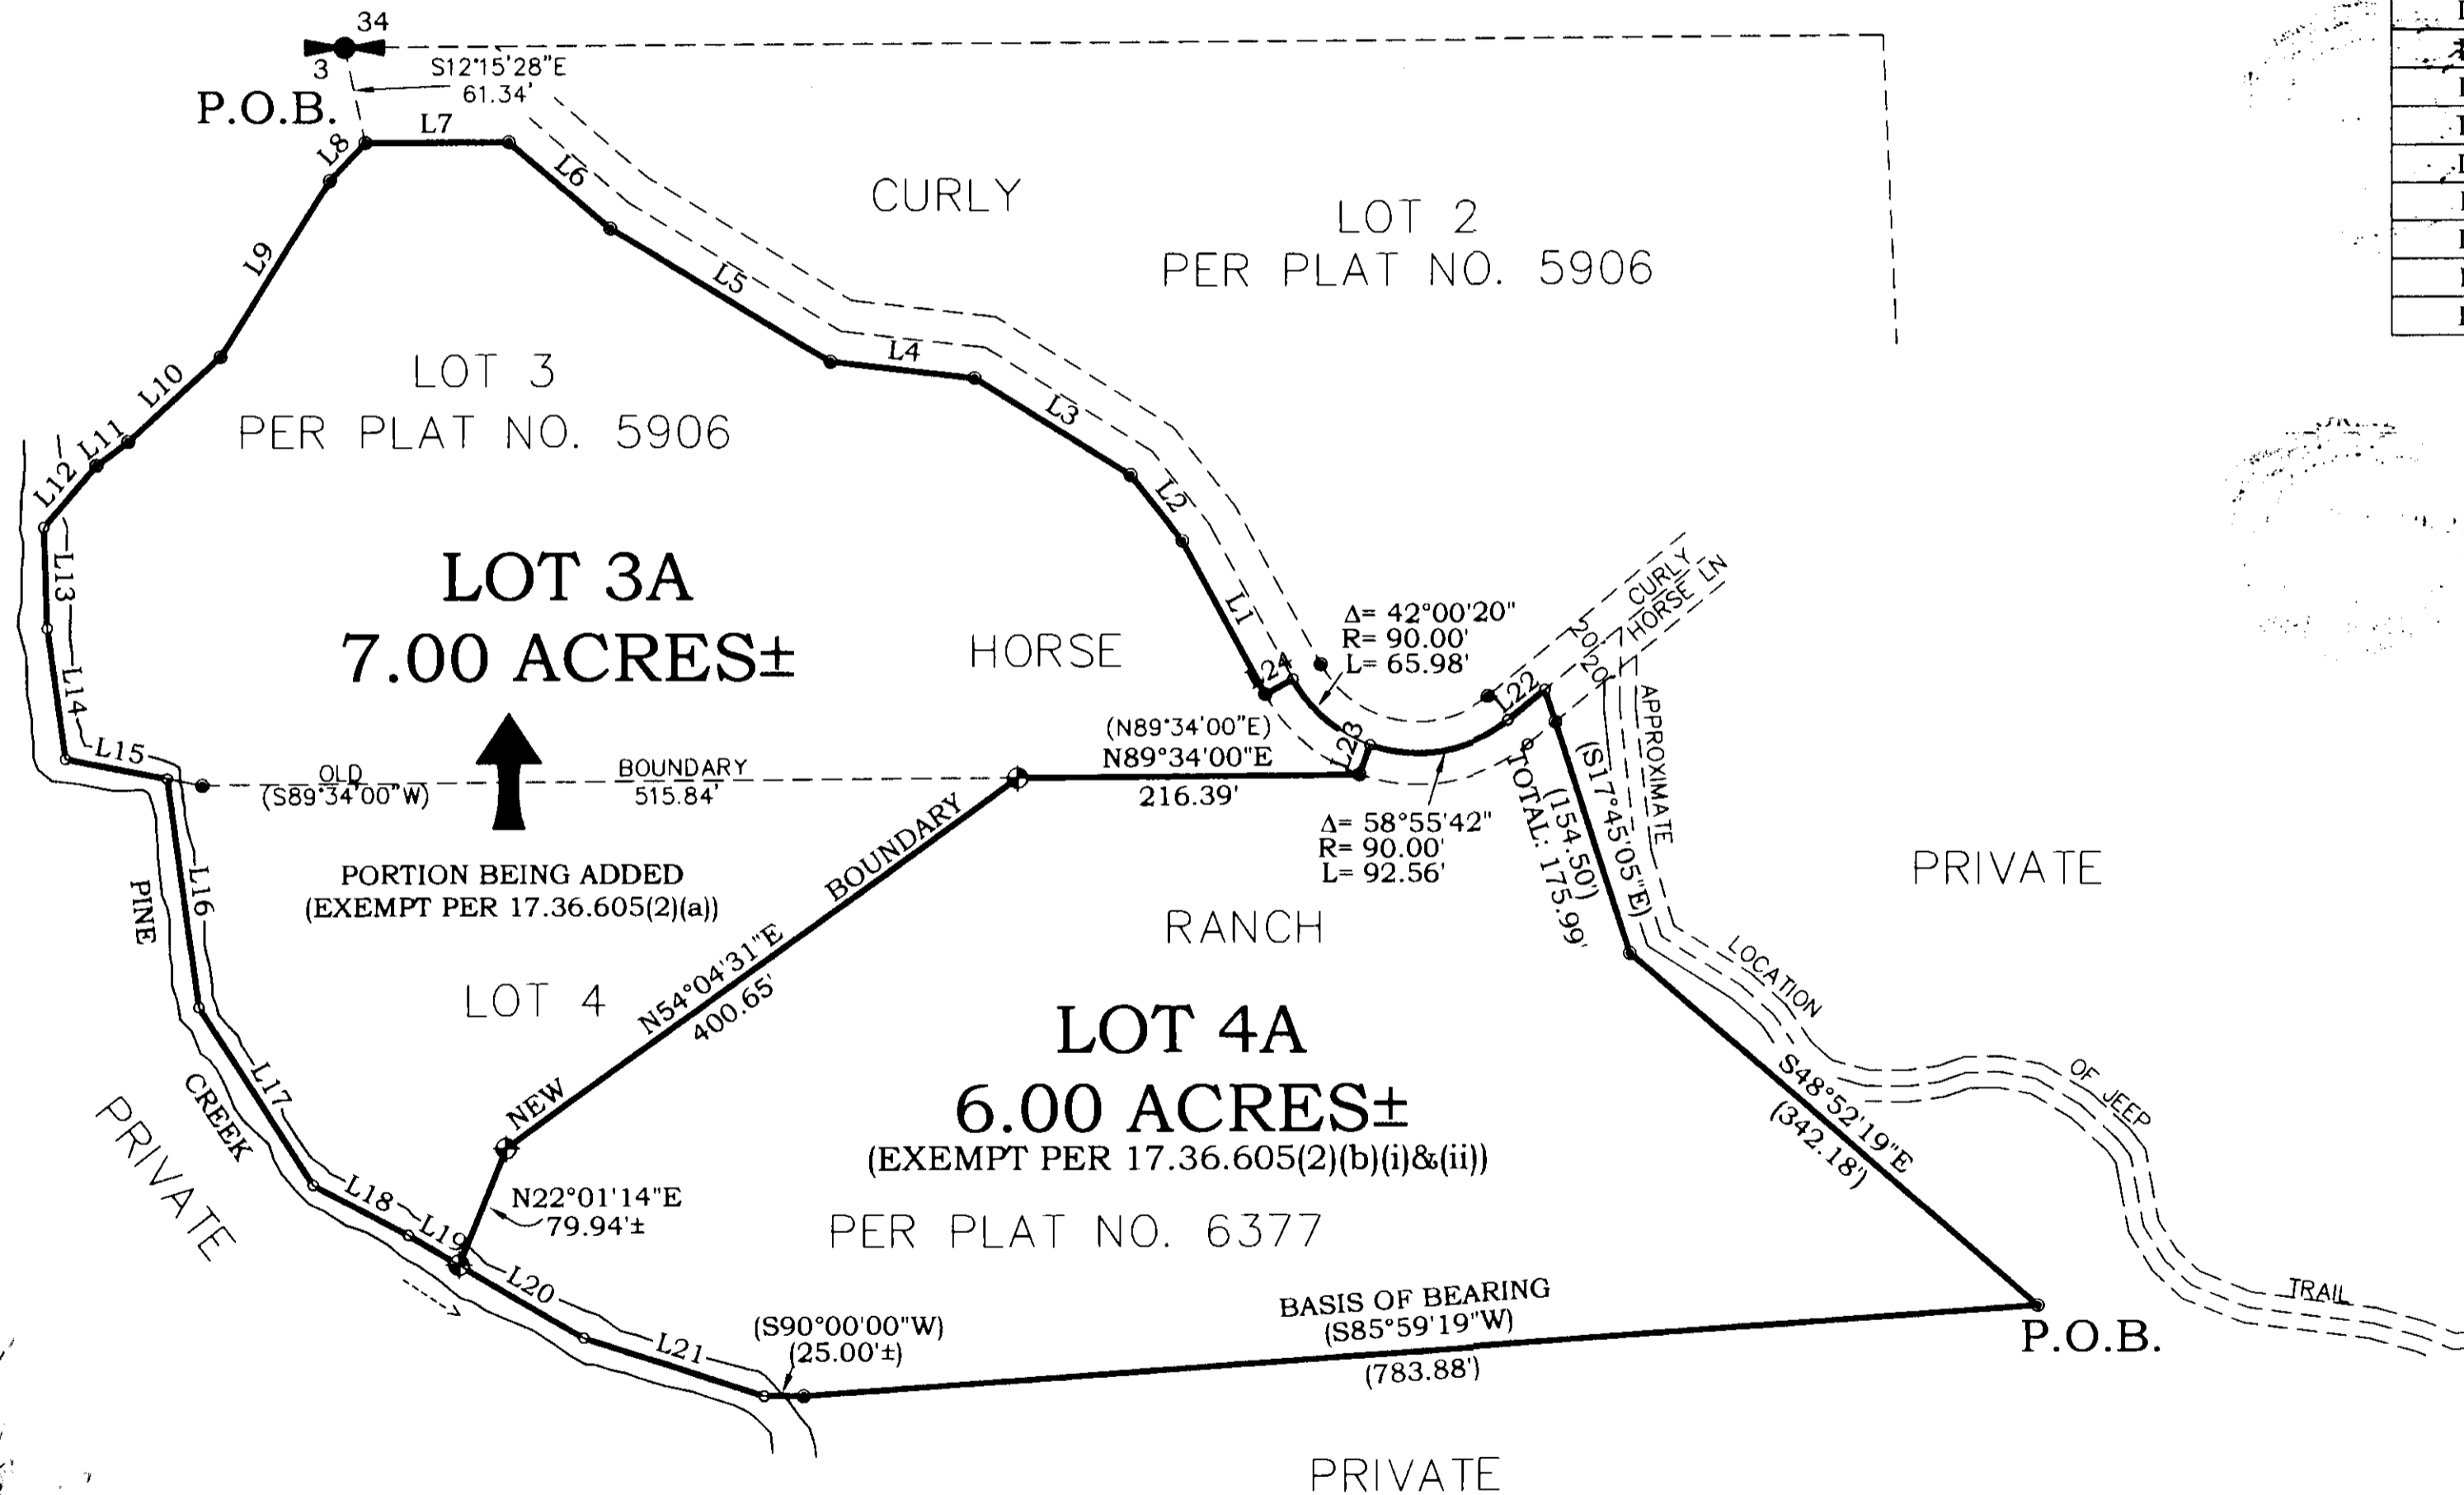 34
3
S12°15'28"E
61.34'
P.O.B.
L7
L8
L6
CURLY
LOT 2
PER PLAT NO. 5906
L9
L5
L4
LOT 3
PER PLAT NO. 5906
L10
L3
L11
L12
L2
L13
LOT 3A
7.00 ACRES±
HORSE
L1
Δ= 42°00'20"
R= 90.00'
L= 65.98'
CURLY
HORSE LN
20.7
20'
L24
L22
L14
L15
(N89°34'00"E)
N89°34'00"E
216.39'
L23
OLD BOUNDARY
(S89°34'00"W) 515.84'
APPROXIMATE
(S17°45'05"E)
(154.50')
TOTAL: 175.99'
Δ= 58°55'42"
R= 90.00'
L= 92.56'
PRIVATE
PORTION BEING ADDED
(EXEMPT PER 17.36.605(2)(a))
L16
PINE
NEW BOUNDARY
N54°04'31"E
400.65'
RANCH
LOCATION
LOT 4
LOT 4A
6.00 ACRES±
(EXEMPT PER 17.36.605(2)(b)(i)&(ii))
PER PLAT NO. 6377
L17
CREEK
PRIVATE
S48°52'19"E
(342.18')
OF JEEP
TRAIL
L18
L19
N22°01'14"E
79.94'±
L20
L21
(S90°00'00"W)
(25.00'±)
BASIS OF BEARING
(S85°59'19"W)
(783.88')
P.O.B.
PRIVATE